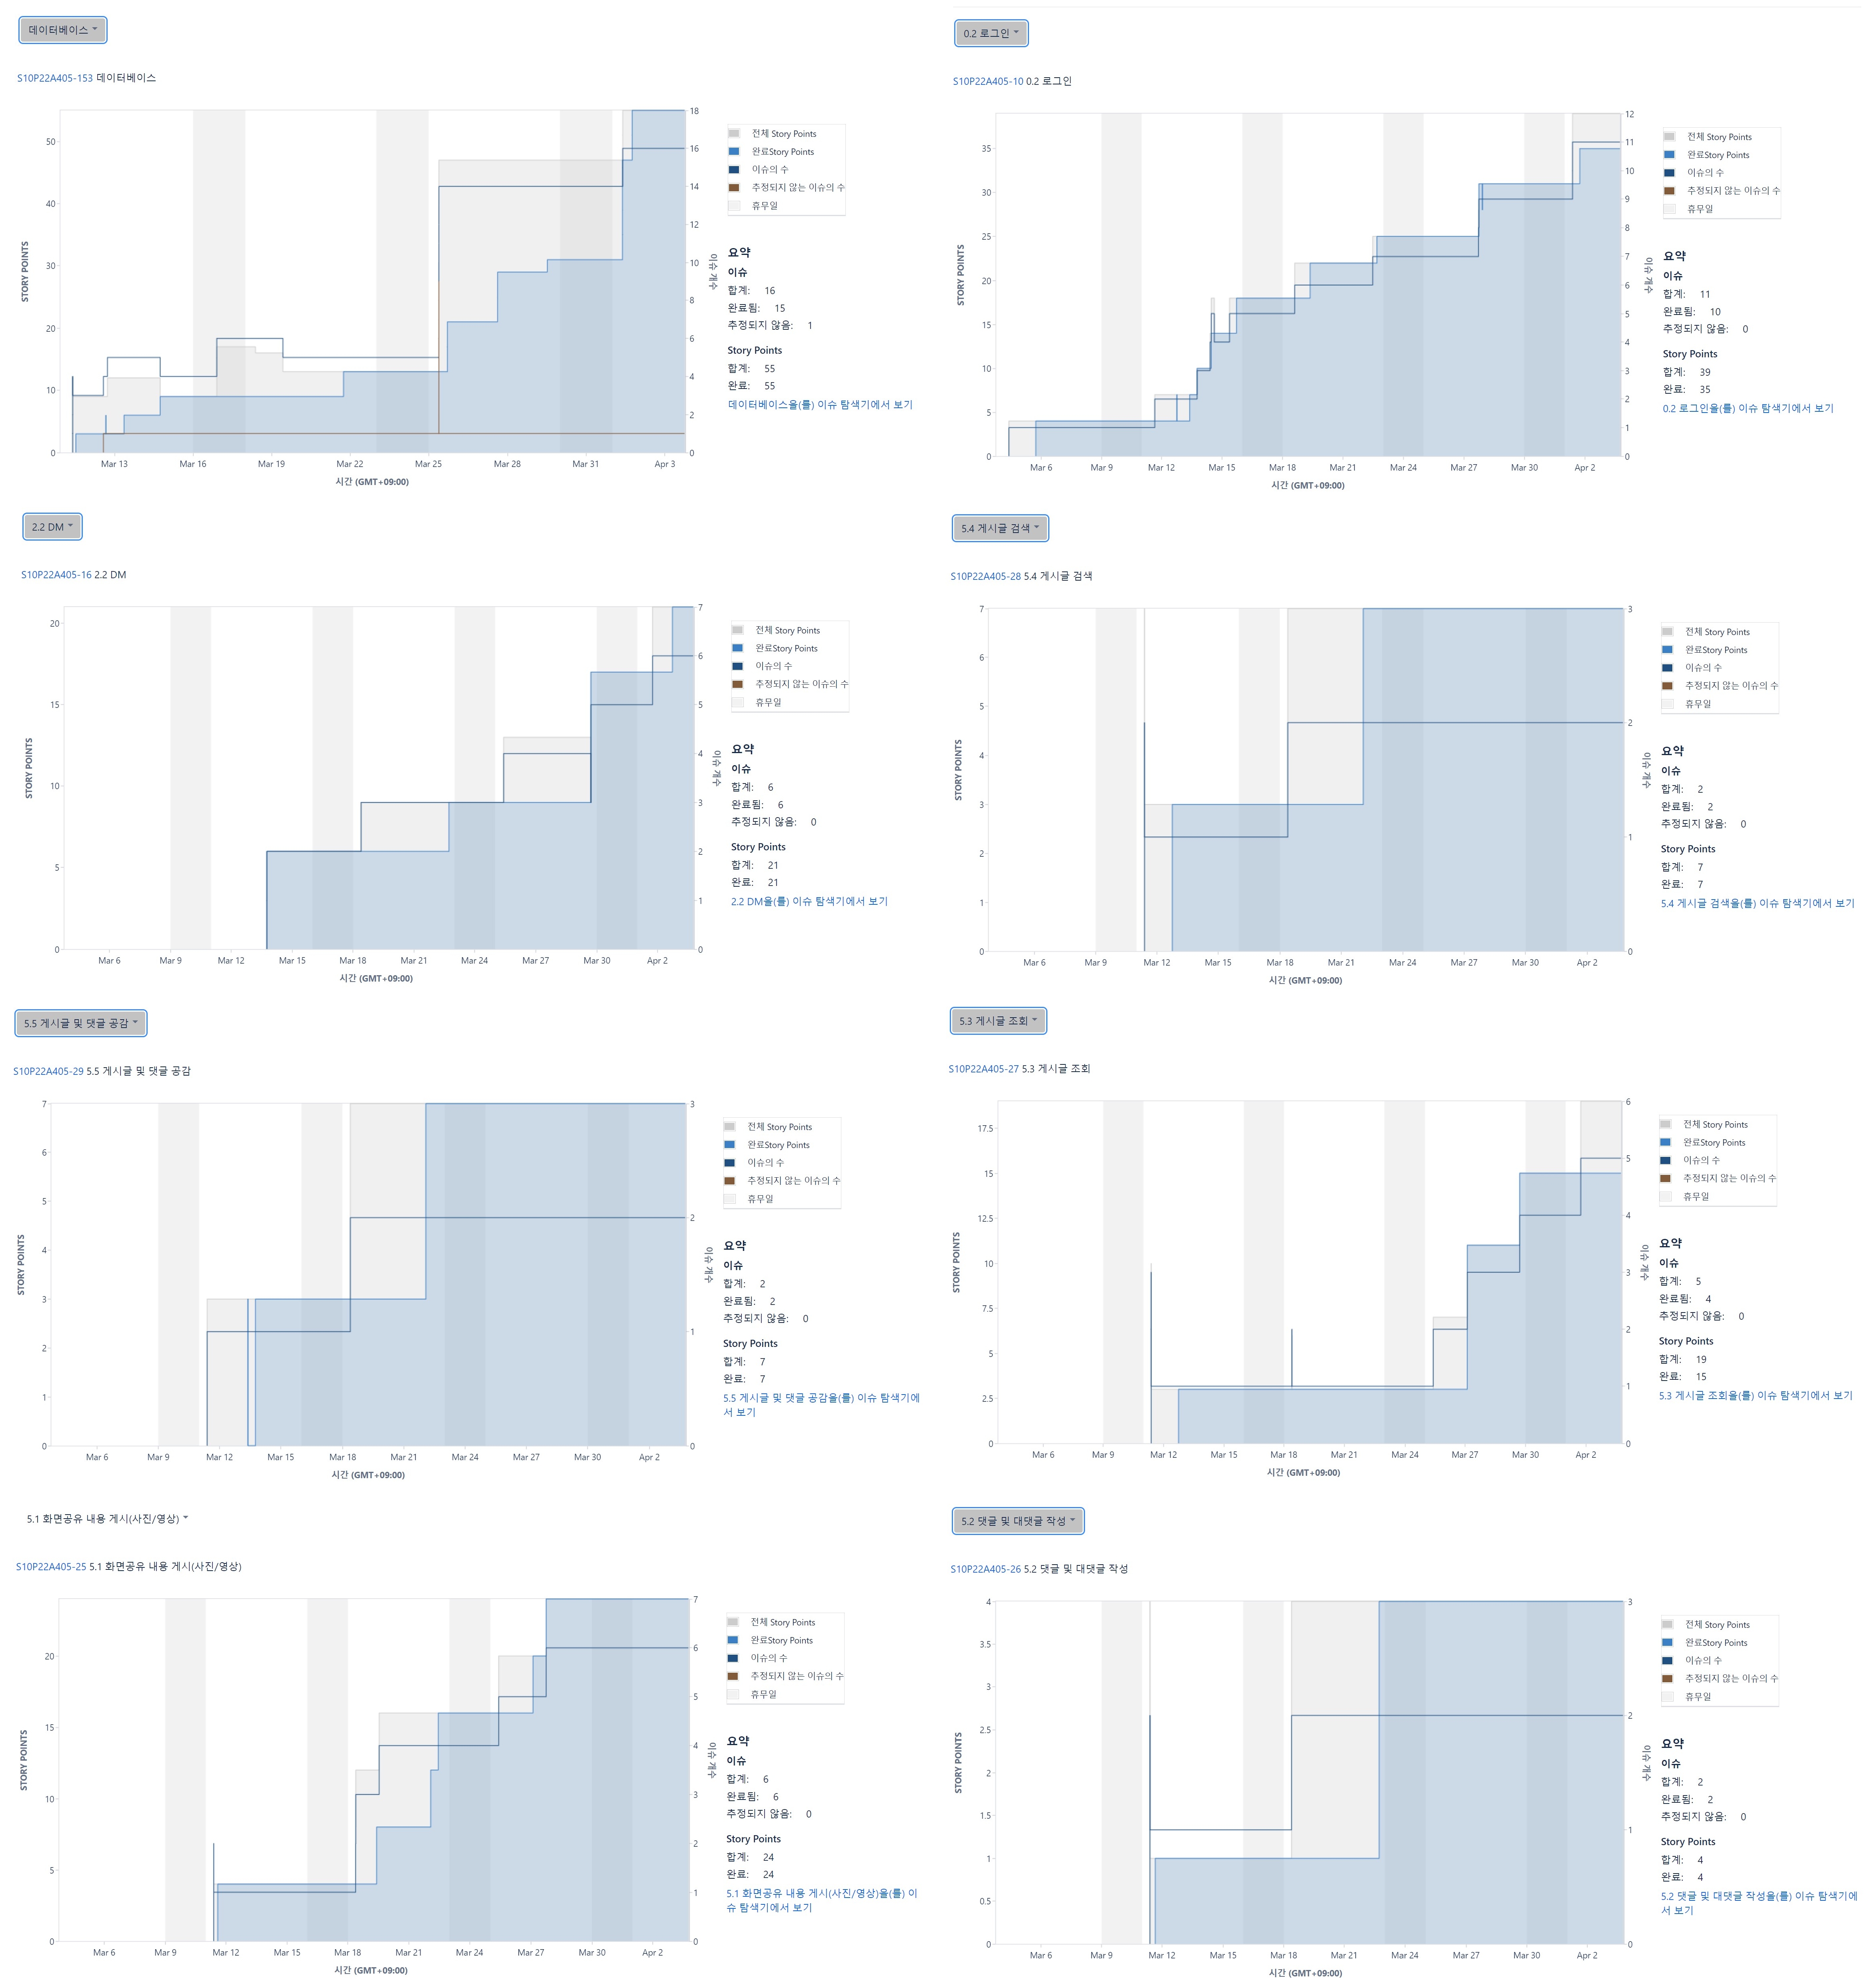 데이터베이스
S10P22A405-153 데이터베이스
STORY POINTS
0 10 20 30 40 50
0 2 4 6 8 10 12 14 16 18
이슈 개수
Mar 13 Mar 16 Mar 19 Mar 22 Mar 25 Mar 28 Mar 31 Apr 3
시간 (GMT+09:00)
전체 Story Points
완료Story Points
이슈의 수
추정되지 않는 이슈의 수
휴무일
요약
이슈
합계: 16
완료됨: 15
추정되지 않음: 1
Story Points
합계: 55
완료: 55
데이터베이스을(를) 이슈 탐색기에서 보기
0.2 로그인
S10P22A405-10 0.2 로그인
STORY POINTS
0 5 10 15 20 25 30 35
0 1 2 3 4 5 6 7 8 9 10 11 12
이슈 개수
Mar 6 Mar 9 Mar 12 Mar 15 Mar 18 Mar 21 Mar 24 Mar 27 Mar 30 Apr 2
시간 (GMT+09:00)
전체 Story Points
완료Story Points
이슈의 수
추정되지 않는 이슈의 수
휴무일
요약
이슈
합계: 11
완료됨: 10
추정되지 않음: 0
Story Points
합계: 39
완료: 35
0.2 로그인을(를) 이슈 탐색기에서 보기
2.2 DM
S10P22A405-16 2.2 DM
STORY POINTS
0 5 10 15 20
0 1 2 3 4 5 6 7
이슈 개수
Mar 6 Mar 9 Mar 12 Mar 15 Mar 18 Mar 21 Mar 24 Mar 27 Mar 30 Apr 2
시간 (GMT+09:00)
전체 Story Points
완료Story Points
이슈의 수
추정되지 않는 이슈의 수
휴무일
요약
이슈
합계: 6
완료됨: 6
추정되지 않음: 0
Story Points
합계: 21
완료: 21
2.2 DM을(를) 이슈 탐색기에서 보기
5.4 게시글 검색
S10P22A405-28 5.4 게시글 검색
STORY POINTS
0 1 2 3 4 5 6 7
0 1 2 3
이슈 개수
Mar 6 Mar 9 Mar 12 Mar 15 Mar 18 Mar 21 Mar 24 Mar 27 Mar 30 Apr 2
시간 (GMT+09:00)
전체 Story Points
완료Story Points
이슈의 수
추정되지 않는 이슈의 수
휴무일
요약
이슈
합계: 2
완료됨: 2
추정되지 않음: 0
Story Points
합계: 7
완료: 7
5.4 게시글 검색을(를) 이슈 탐색기에서 보기
5.5 게시글 및 댓글 공감
S10P22A405-29 5.5 게시글 및 댓글 공감
STORY POINTS
0 1 2 3 4 5 6 7
0 1 2 3
이슈 개수
Mar 6 Mar 9 Mar 12 Mar 15 Mar 18 Mar 21 Mar 24 Mar 27 Mar 30 Apr 2
시간 (GMT+09:00)
전체 Story Points
완료Story Points
이슈의 수
추정되지 않는 이슈의 수
휴무일
요약
이슈
합계: 2
완료됨: 2
추정되지 않음: 0
Story Points
합계: 7
완료: 7
5.5 게시글 및 댓글 공감을(를) 이슈 탐색기에
서 보기
5.3 게시글 조회
S10P22A405-27 5.3 게시글 조회
STORY POINTS
0 2.5 5 7.5 10 12.5 15 17.5
0 1 2 3 4 5 6
이슈 개수
Mar 6 Mar 9 Mar 12 Mar 15 Mar 18 Mar 21 Mar 24 Mar 27 Mar 30 Apr 2
시간 (GMT+09:00)
전체 Story Points
완료Story Points
이슈의 수
추정되지 않는 이슈의 수
휴무일
요약
이슈
합계: 5
완료됨: 4
추정되지 않음: 0
Story Points
합계: 19
완료: 15
5.3 게시글 조회을(를) 이슈 탐색기에서 보기
5.1 화면공유 내용 게시(사진/영상)
S10P22A405-25 5.1 화면공유 내용 게시(사진/영상)
STORY POINTS
0 5 10 15 20
0 1 2 3 4 5 6 7
이슈 개수
Mar 6 Mar 9 Mar 12 Mar 15 Mar 18 Mar 21 Mar 24 Mar 27 Mar 30 Apr 2
시간 (GMT+09:00)
전체 Story Points
완료Story Points
이슈의 수
추정되지 않는 이슈의 수
휴무일
요약
이슈
합계: 6
완료됨: 6
추정되지 않음: 0
Story Points
합계: 24
완료: 24
5.1 화면공유 내용 게시(사진/영상)을(를) 이
슈 탐색기에서 보기
5.2 댓글 및 대댓글 작성
S10P22A405-26 5.2 댓글 및 대댓글 작성
STORY POINTS
0 0.5 1 1.5 2 2.5 3 3.5 4
0 1 2 3
이슈 개수
Mar 6 Mar 9 Mar 12 Mar 15 Mar 18 Mar 21 Mar 24 Mar 27 Mar 30 Apr 2
시간 (GMT+09:00)
전체 Story Points
완료Story Points
이슈의 수
추정되지 않는 이슈의 수
휴무일
요약
이슈
합계: 2
완료됨: 2
추정되지 않음: 0
Story Points
합계: 4
완료: 4
5.2 댓글 및 대댓글 작성을(를) 이슈 탐색기에
서 보기